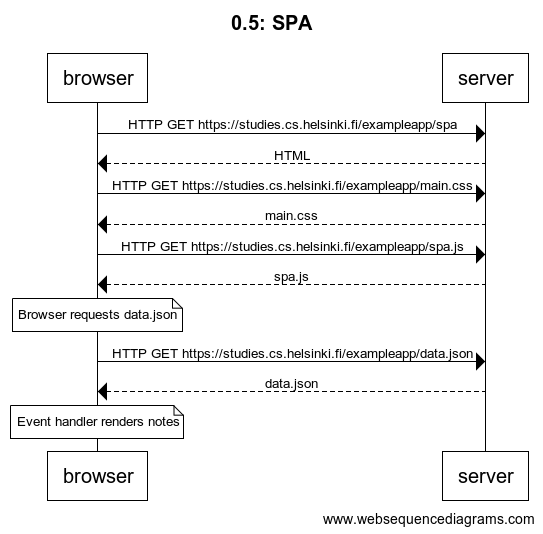 0.5: SPA
browser
server
HTTP GET https://studies.cs.helsinki.fi/exampleapp/spa
HTML
HTTP GET https://studies.cs.helsinki.fi/exampleapp/main.css
main.css
HTTP GET https://studies.cs.helsinki.fi/exampleapp/spa.js
spa.js
Browser requests data.json
HTTP GET https://studies.cs.helsinki.fi/exampleapp/data.json
data.json
Event handler renders notes
browser
server
www.websequencediagrams.com